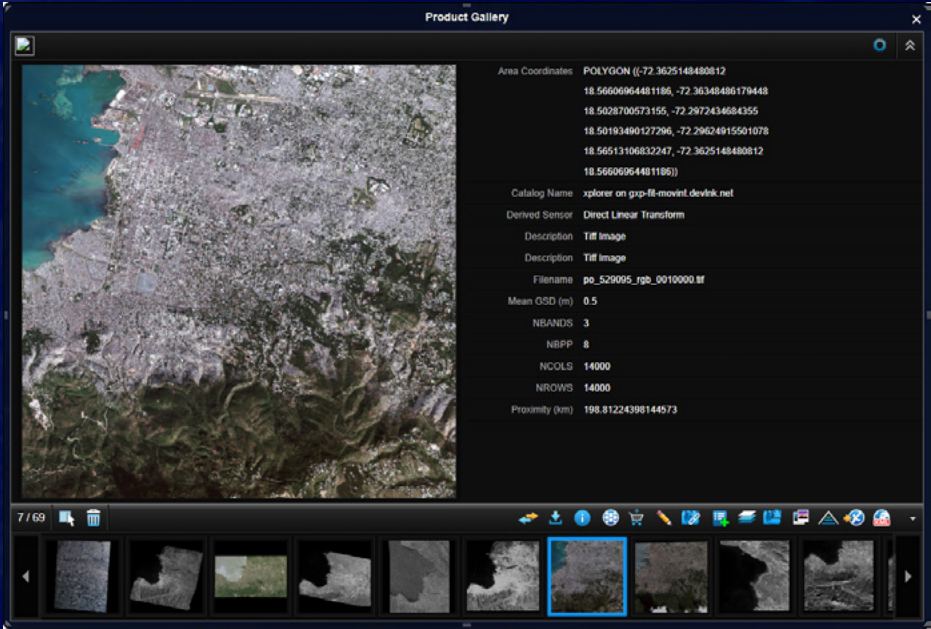 Product Gallery
Area Coordinates POLYGON ((-72.3625148480812
18.56606964481186, -72.36348486179448
18.5028700573155, -72.2972434684355
18.50193490127296, -72.29624915501078
18.56513106832247, -72.3625148480812
18.56606964481186))
Catalog Name xplorer on gxp-fit-movint.devlnk.net
Derived Sensor Direct Linear Transform
Description Tiff Image
Description Tiff Image
Filename po_529095_rgb_0010000.tif
Mean GSD (m) 0.5
NBANDS 3
NBPP 8
NCOLS 14000
NROWS 14000
Proximity (km) 198.81224398144573
7 / 69